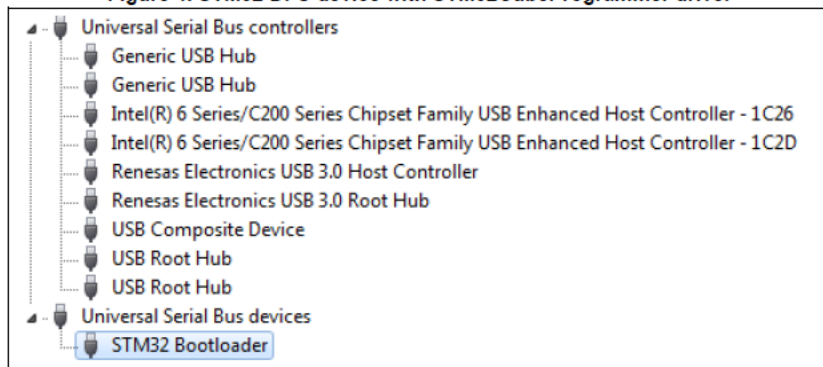 Universal Serial Bus controllers
Generic USB Hub
Generic USB Hub
Intel(R) 6 Series/C200 Series Chipset Family USB Enhanced Host Controller - 1C26
Intel(R) 6 Series/C200 Series Chipset Family USB Enhanced Host Controller - 1C2D
Renesas Electronics USB 3.0 Host Controller
Renesas Electronics USB 3.0 Root Hub
USB Composite Device
USB Root Hub
USB Root Hub
Universal Serial Bus devices
STM32 Bootloader